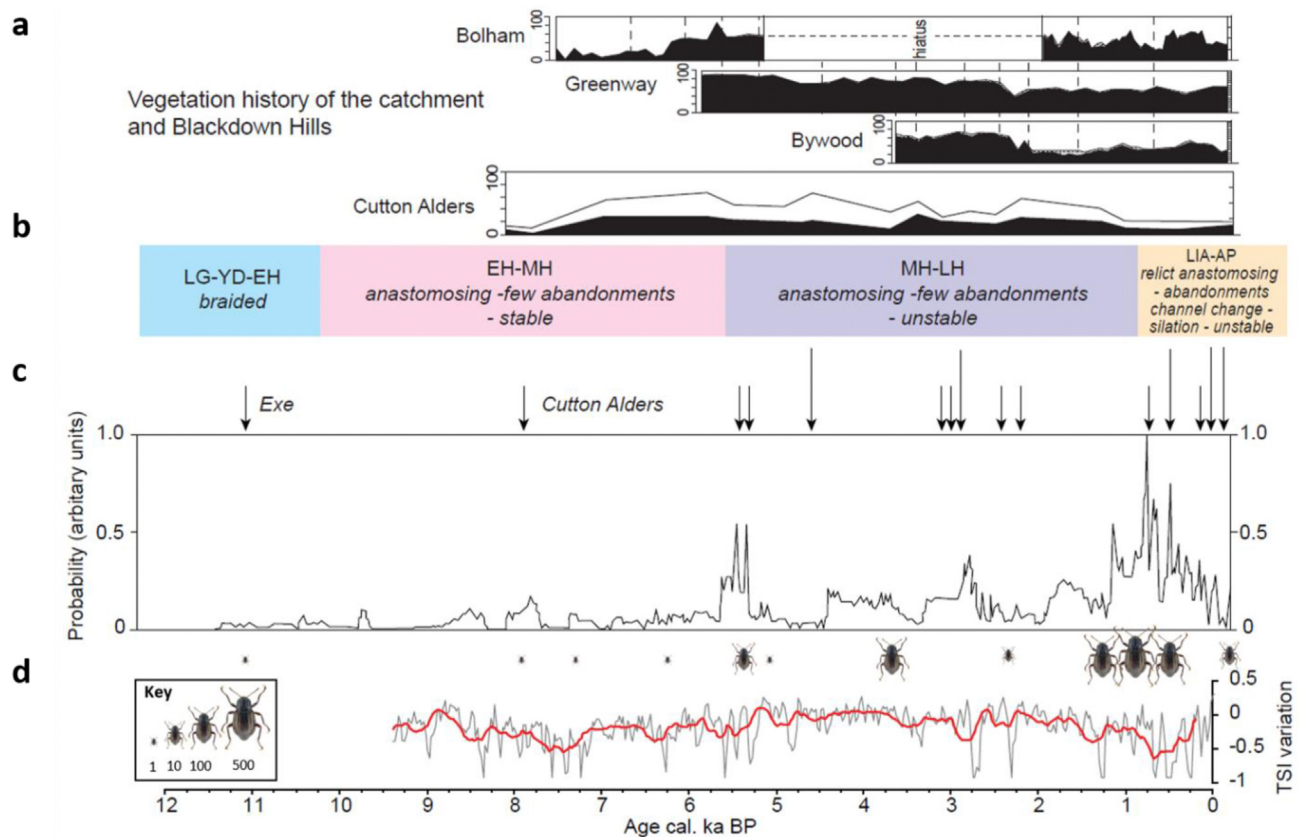 a
Bolham
100
0
hiatus
Greenway
100
0
Vegetation history of the catchment
and Blackdown Hills
Bywood
100
0
Cutton Alders
100
0
b
LG-YD-EH
braided
EH-MH
anastomosing -few abandonments
- stable
MH-LH
anastomosing -few abandonments
- unstable
LIA-AP
relict anastomosing
- abandonments
channel change -
silation - unstable
c
Exe
Cutton Alders
Probability (arbitary units)
1.0
0.5
0
1.0
0.5
0
d
Key
1 10 100 500
0.5
0
-0.5
-1
TSI variation
12 11 10 9 8 7 6 5 4 3 2 1 0
Age cal. ka BP